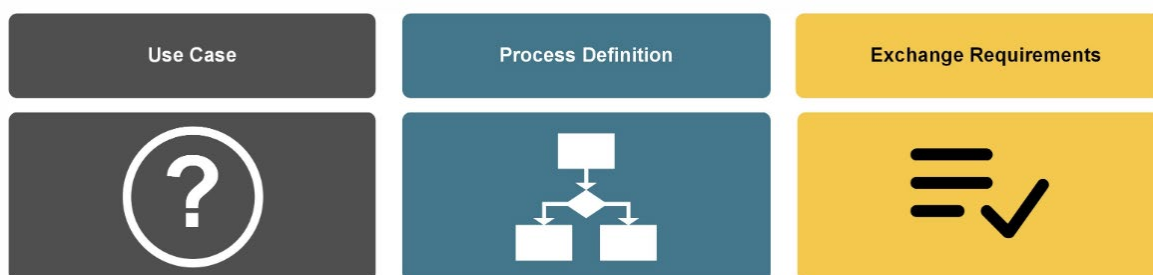 Use Case
Process Definition
Exchange Requirements
?